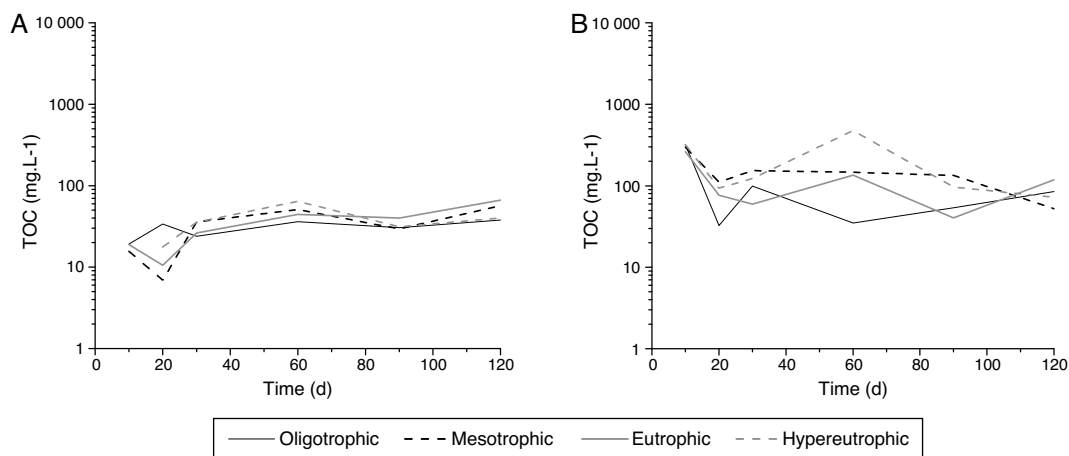 A
B
10 000
1000
100
10
1
TOC (mg.L-1)
0 20 40 60 80 100 120
Time (d)
10 000
1000
100
10
1
TOC (mg.L-1)
0 20 40 60 80 100 120
Time (d)
Oligotrophic Mesotrophic Eutrophic Hypereutrophic